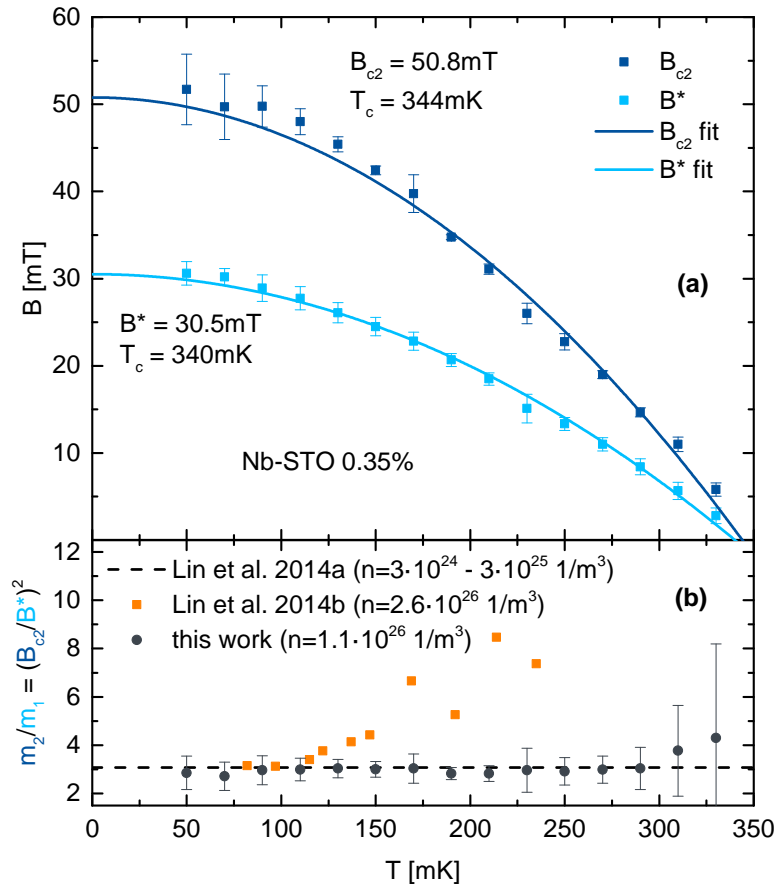 60
50
40
30
20
10
B [mT]
B_c2 = 50.8mT
T_c = 344mK
B_c2
B*
B_c2 fit
B* fit
(a)
B* = 30.5mT
T_c = 340mK
Nb-STO 0.35%
12
10
8
6
4
2
m_2/m_1 = (B_c2/B*)^2
Lin et al. 2014a (n=3·10^24 - 3·10^25 1/m^3)
Lin et al. 2014b (n=2.6·10^26 1/m^3)
this work (n=1.1·10^26 1/m^3)
(b)
0 50 100 150 200 250 300 350
T [mK]